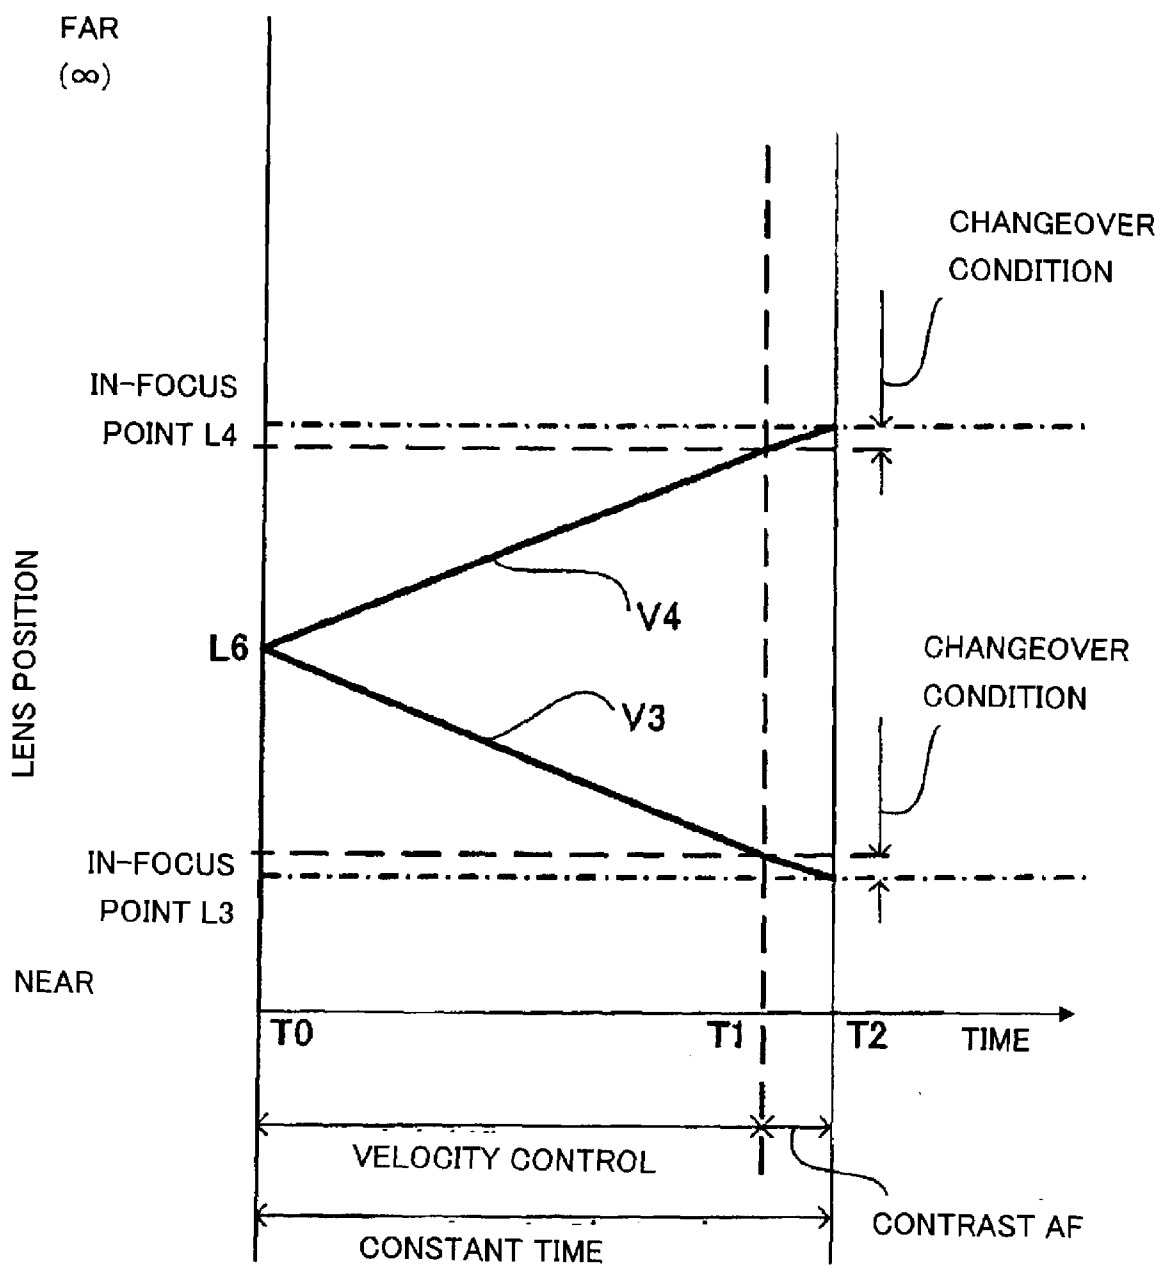 FAR
(∞)
CHANGEOVER
CONDITION
IN-FOCUS
POINT L4
V4
L6
LENS POSITION
CHANGEOVER
CONDITION
V3
IN-FOCUS
POINT L3
NEAR
T0
T1
T2
TIME
VELOCITY CONTROL
CONTRAST AF
CONSTANT TIME